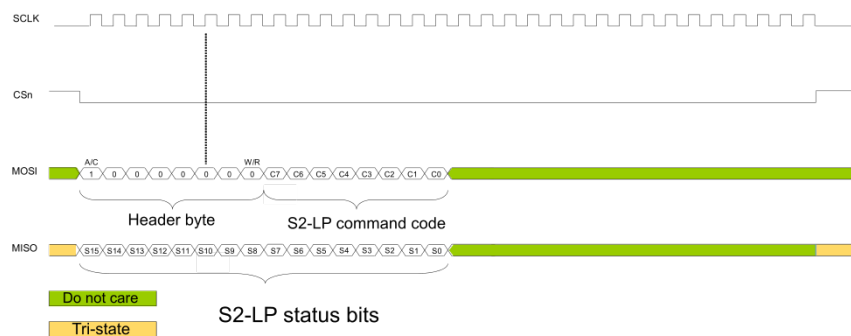 SCLK
CSn
A/C W/R
MOSI 1 0 0 0 0 0 0 0 C7 C6 C5 C4 C3 C2 C1 C0
Header byte S2-LP command code
MISO S15 S14 S13 S12 S11 S10 S9 S8 S7 S6 S5 S4 S3 S2 S1 S0
Do not care
S2-LP status bits
Tri-state